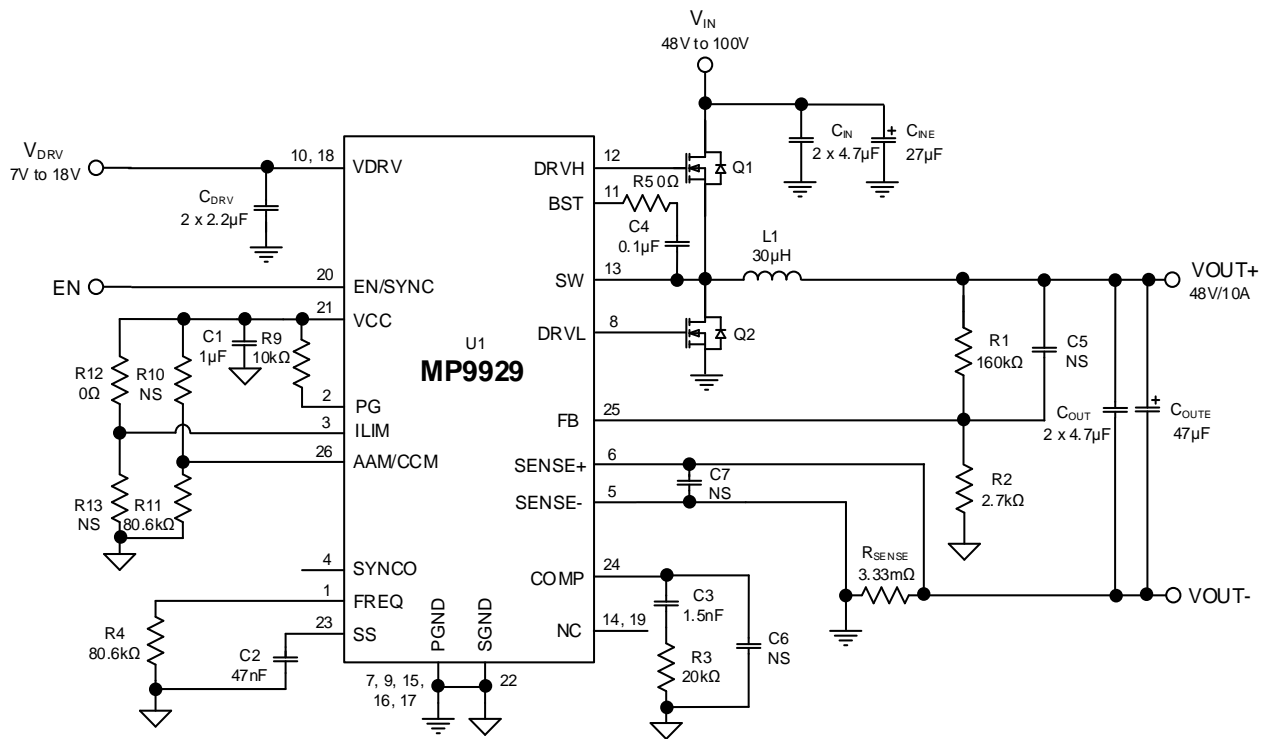 VIN
48V to 100V
VDRV
7V to 18V
10, 18
VDRV
CDRV
2 x 2.2µF
DRVH
12
Q1
CIN
2 x 4.7µF
+
CINE
27µF
R5 0Ω
BST
11
C4
0.1µF
L1
30µH
SW
13
VOUT+
48V/10A
EN
20
EN/SYNC
21
VCC
DRVL
8
Q2
U1
MP9929
C1
1µF
R9
10kΩ
R12
0Ω
R10
NS
2
PG
3
ILIM
26
AAM/CCM
R13
NS
R11
80.6kΩ
R1
160kΩ
C5
NS
FB
25
COUT
2 x 4.7µF
+
COUTE
47µF
SENSE+
6
C7
NS
SENSE-
5
R2
2.7kΩ
RSENSE
3.33mΩ
VOUT-
4
SYNCO
1
FREQ
23
SS
R4
80.6kΩ
C2
47nF
COMP
24
C3
1.5nF
NC
14, 19
R3
20kΩ
C6
NS
PGND
SGND
7, 9, 15,
16, 17
22